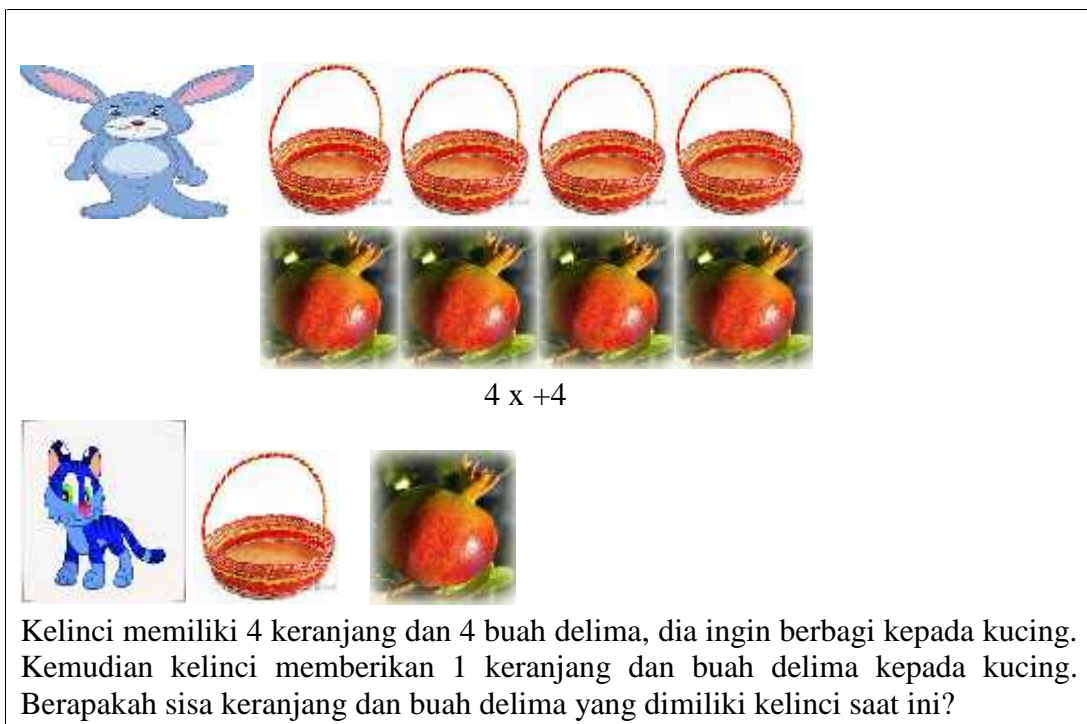 4 x +4
Kelinci memiliki 4 keranjang dan 4 buah delima, dia ingin berbagi kepada kucing.
Kemudian kelinci memberikan 1 keranjang dan buah delima kepada kucing.
Berapakah sisa keranjang dan buah delima yang dimiliki kelinci saat ini?